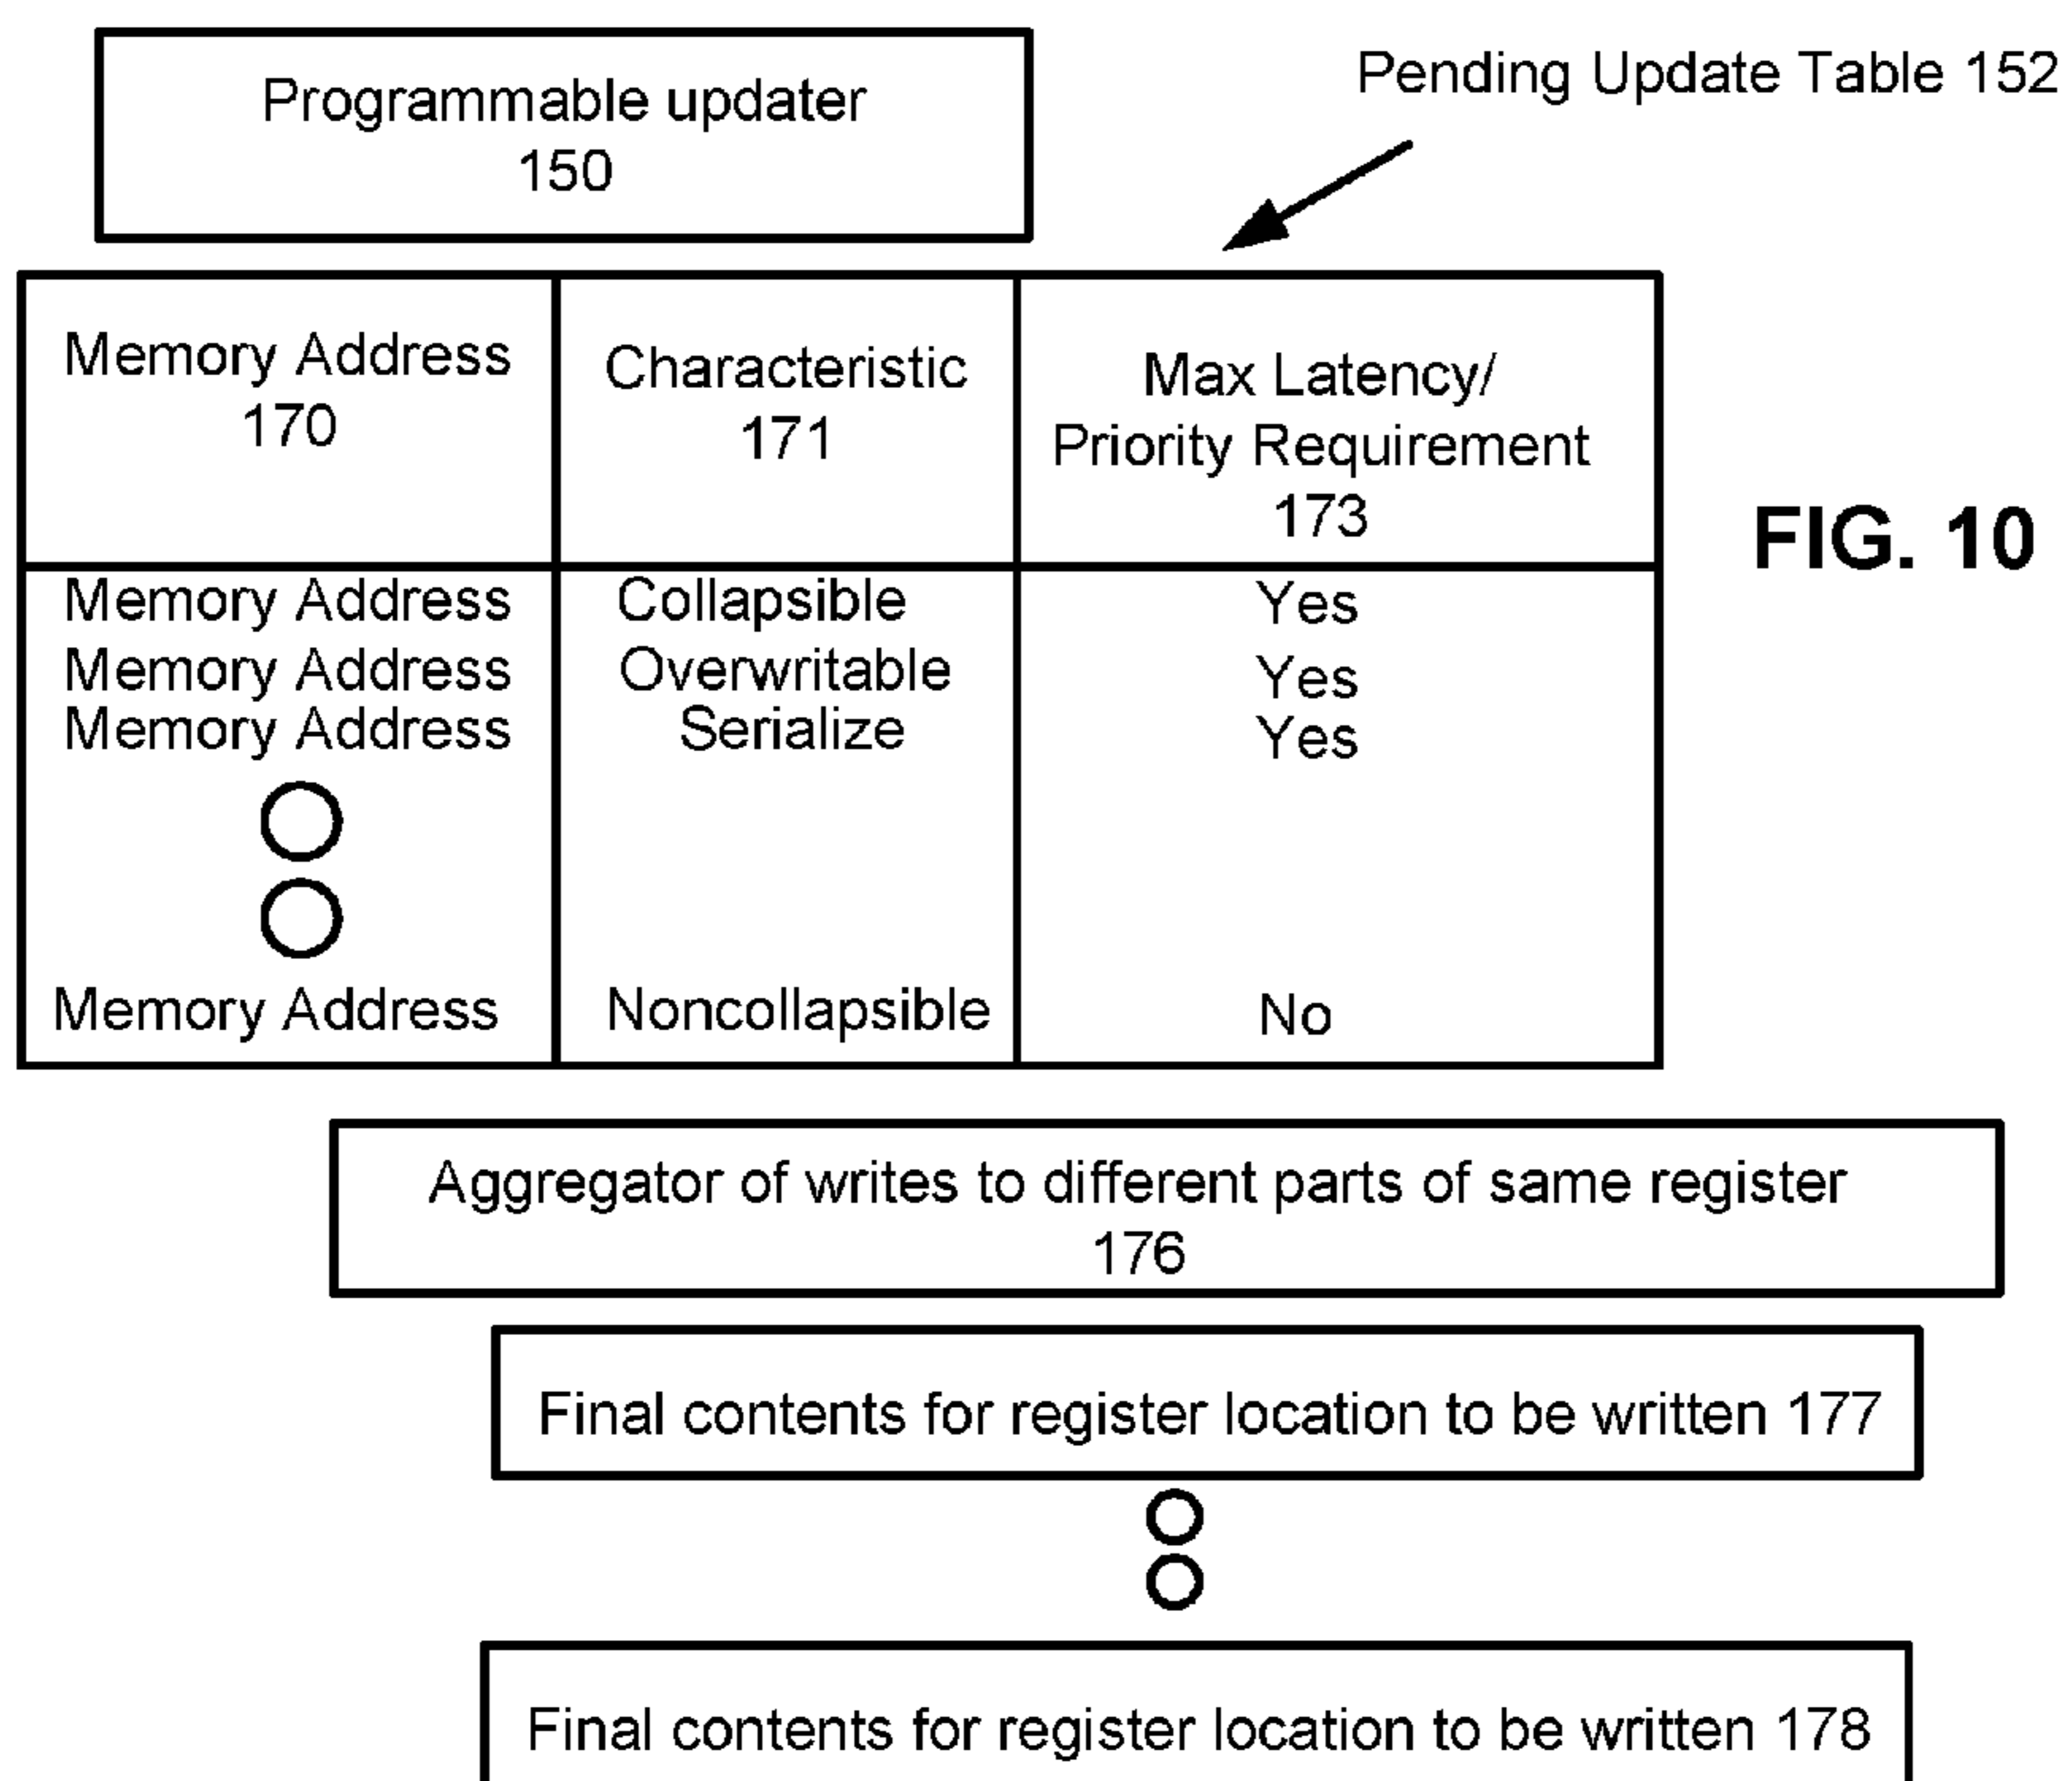 Programmable updater
150
Pending Update Table 152
Memory Address
170
Characteristic
171
Max Latency/
Priority Requirement
173
FIG. 10
Memory Address Collapsible Yes
Memory Address Overwritable Yes
Memory Address Serialize Yes
Memory Address Noncollapsible No
Aggregator of writes to different parts of same register
176
Final contents for register location to be written 177
Final contents for register location to be written 178